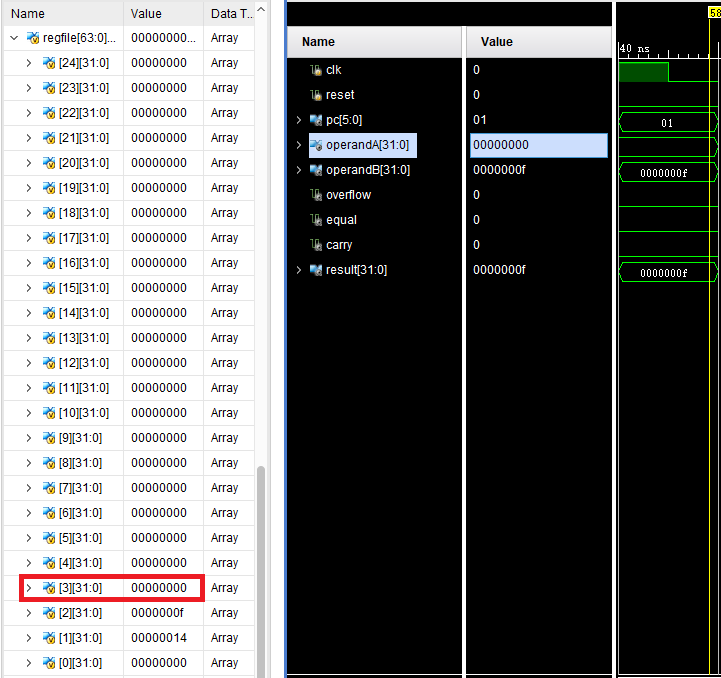 Name Value Data T...
regfile[63:0]... 00000000... Array
[24][31:0] 00000000 Array
[23][31:0] 00000000 Array
[22][31:0] 00000000 Array
[21][31:0] 00000000 Array
[20][31:0] 00000000 Array
[19][31:0] 00000000 Array
[18][31:0] 00000000 Array
[17][31:0] 00000000 Array
[16][31:0] 00000000 Array
[15][31:0] 00000000 Array
[14][31:0] 00000000 Array
[13][31:0] 00000000 Array
[12][31:0] 00000000 Array
[11][31:0] 00000000 Array
[10][31:0] 00000000 Array
[9][31:0] 00000000 Array
[8][31:0] 00000000 Array
[7][31:0] 00000000 Array
[6][31:0] 00000000 Array
[5][31:0] 00000000 Array
[4][31:0] 00000000 Array
[3][31:0] 00000000 Array
[2][31:0] 0000000f Array
[1][31:0] 00000014 Array
[0][31:0] 00000000 Array
Name Value
clk 0
reset 0
pc[5:0] 01
operandA[31:0] 00000000
operandB[31:0] 0000000f
overflow 0
equal 0
carry 0
result[31:0] 0000000f
58
40 ns
01
0000000f
0000000f